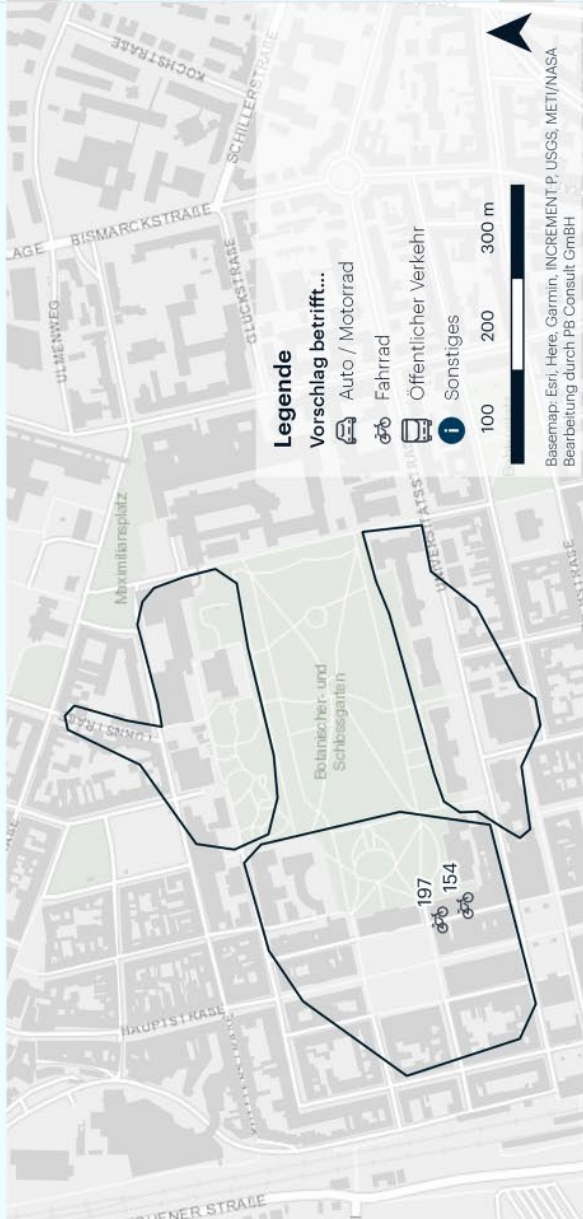 KOCHSTRAßE
SCHILLERSTRAßE
LAGE
BISMARCKSTRAßE
ULMENWEG
GLÜCKSTRAßE
Maximiliansplatz
Botanischer- und
Schlossgarten
HAUPTSTRAßE
197
154
Legende
Vorschlag betrifft...
Auto / Motorrad
Fahrrad
Öffentlicher Verkehr
Sonstiges
100 200 300 m
Basemap: Esri, Here, Garmin, INCREMENT P, USGS, METI/NASA
Bearbeitung durch PB Consult GmBH